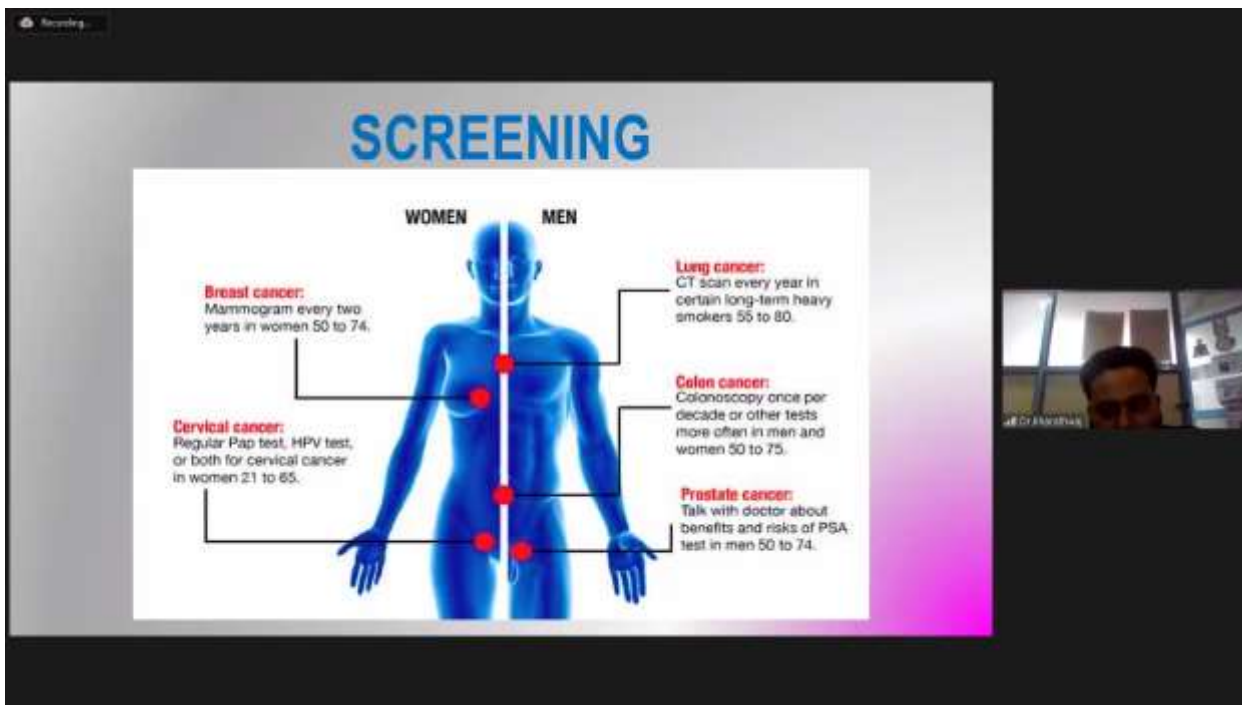 Recording...
SCREENING
WOMEN
MEN
Breast cancer:
Mammogram every two
years in women 50 to 74.
Cervical cancer:
Regular Pap test, HPV test,
or both for cervical cancer
in women 21 to 65.
Lung cancer:
CT scan every year in
certain long-term heavy
smokers 55 to 80.
Colon cancer:
Colonoscopy once per
decade or other tests
more often in men and
women 50 to 75.
Prostate cancer:
Talk with doctor about
benefits and risks of PSA
test in men 50 to 74.